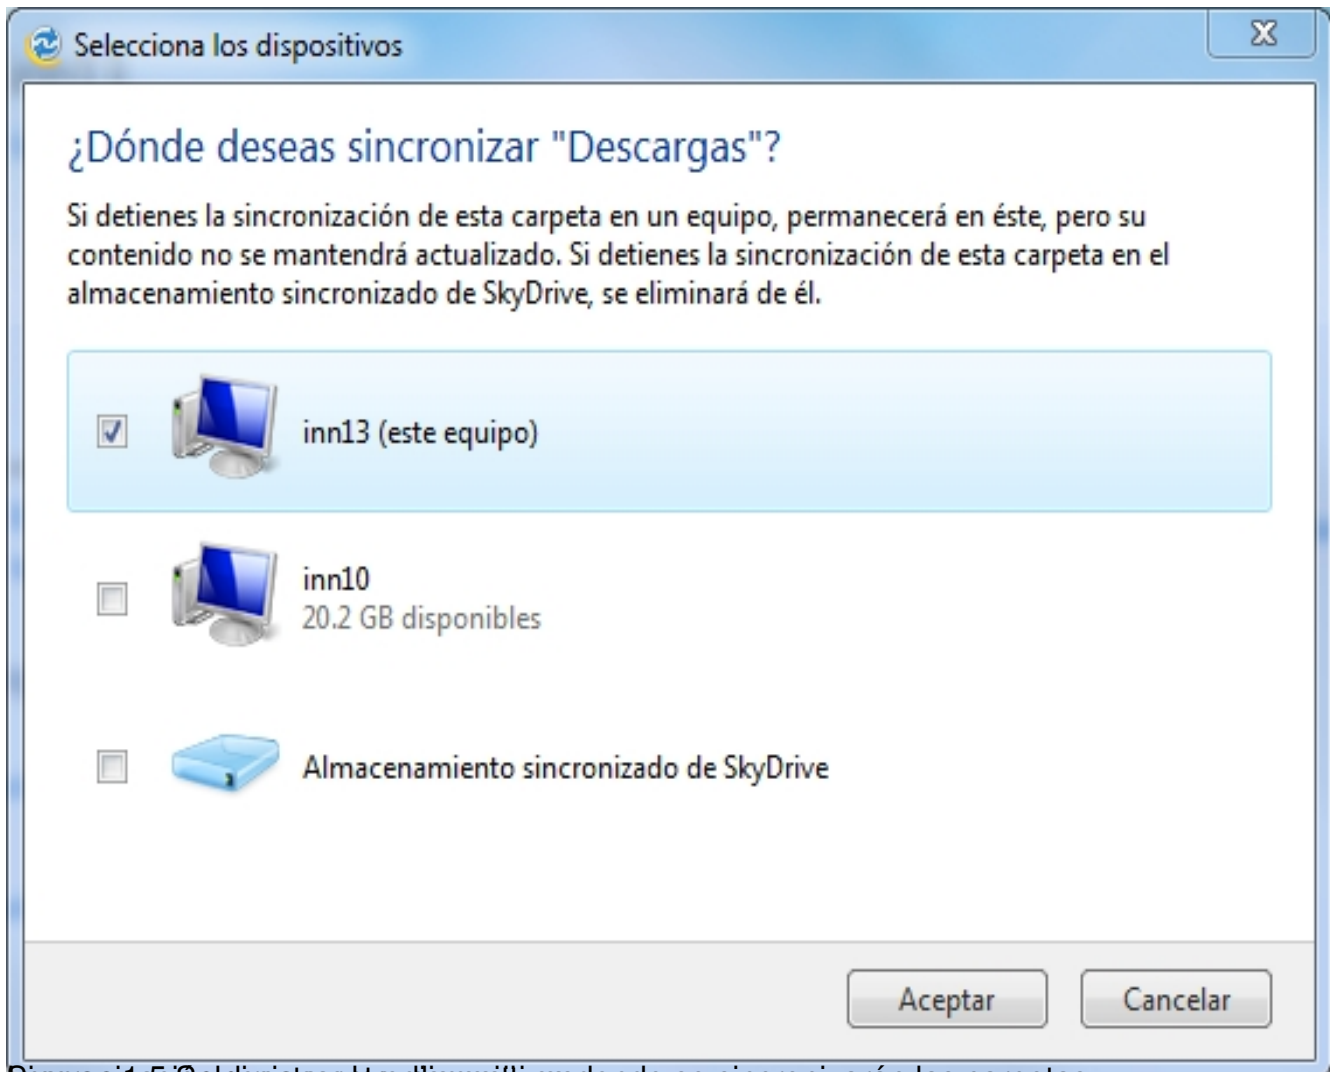 Selecciona los dispositivos
¿Dónde deseas sincronizar "Descargas"?
Si detienes la sincronización de esta carpeta en un equipo, permanecerá en éste, pero su
contenido no se mantendrá actualizado. Si detienes la sincronización de esta carpeta en el
almacenamiento sincronizado de SkyDrive, se eliminará de él.
inn13 (este equipo)
inn10
20.2 GB disponibles
Almacenamiento sincronizado de SkyDrive
Aceptar
Cancelar